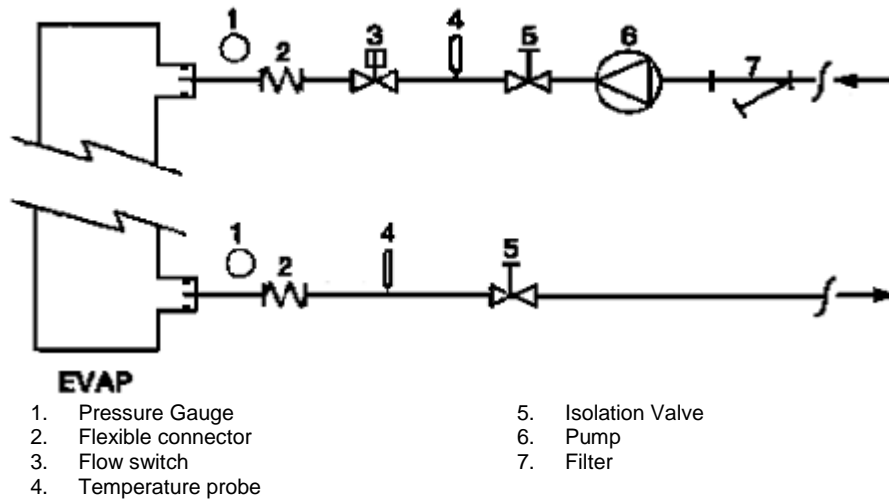 1 2 3 4 5 6 7
1 2 4 5
EVAP
1. Pressure Gauge
2. Flexible connector
3. Flow switch
4. Temperature probe
5. Isolation Valve
6. Pump
7. Filter